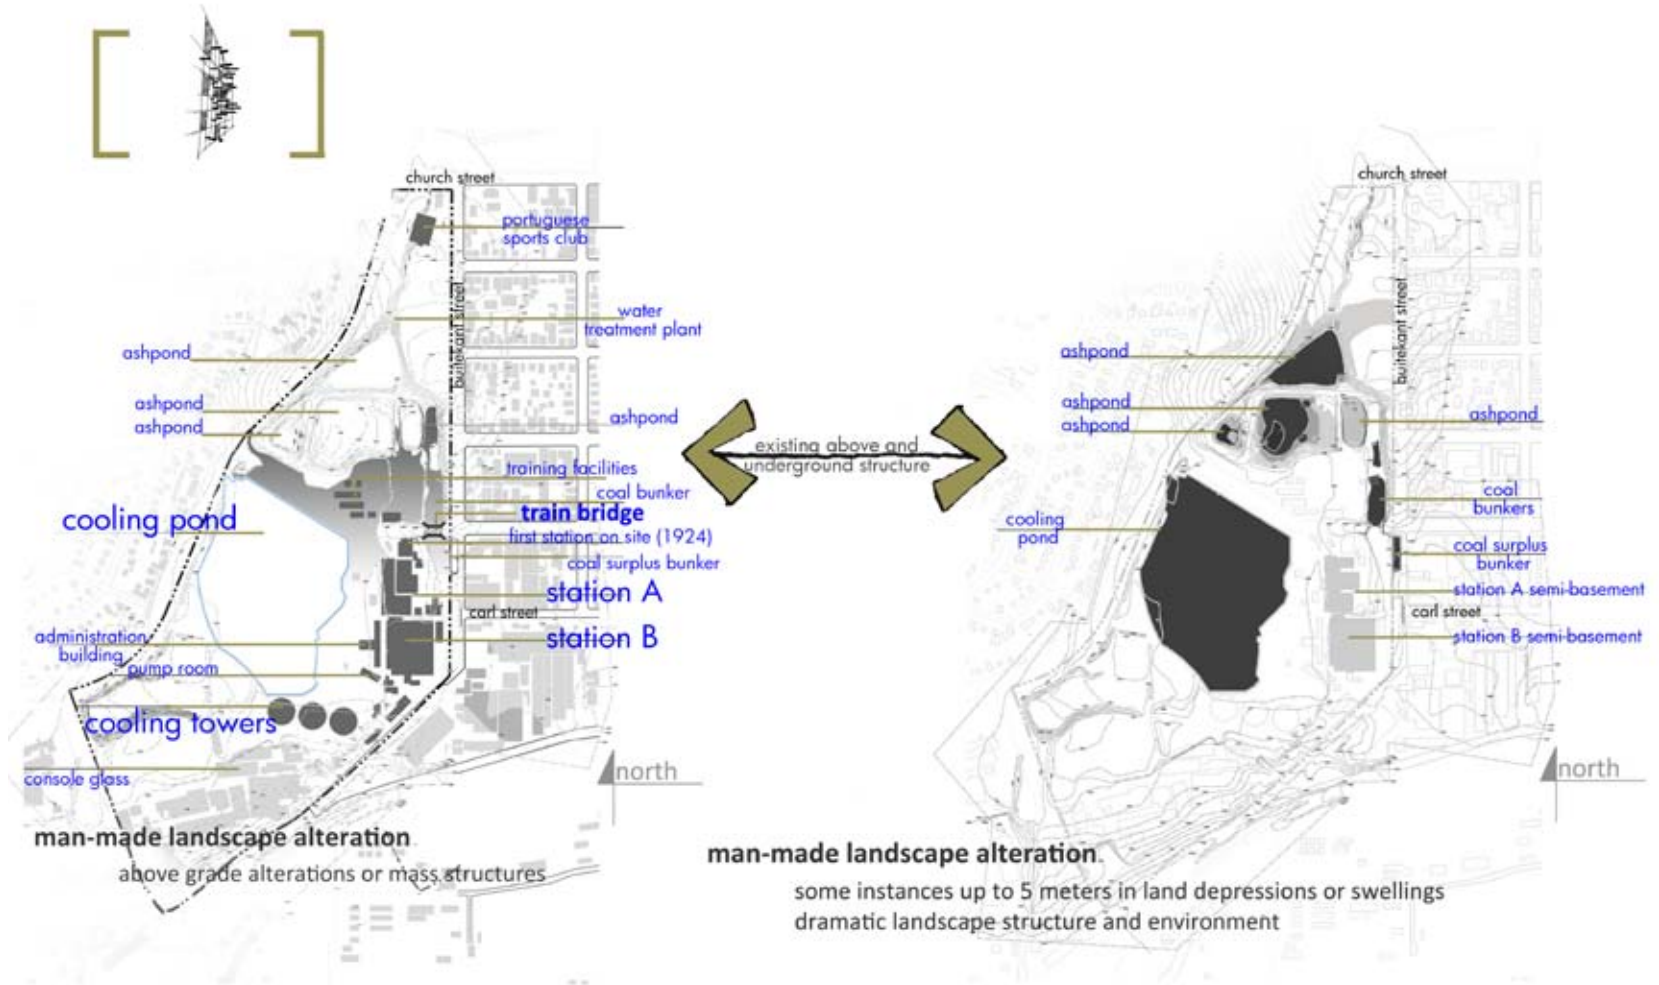 church street
portuguese
sports club
buitekant street
water
treatment plant
ashpond
ashpond
ashpond
ashpond
training facilities
coal bunker
train bridge
first station on site (1924)
coal surplus bunker
cooling pond
station A
carl street
station B
administration
building
pump room
cooling towers
console glass
north
man-made landscape alteration
above grade alterations or mass structures
existing above and
underground structure
church street
buitekant street
ashpond
ashpond
ashpond
ashpond
coal
bunkers
cooling
pond
coal surplus
bunker
station A semi-basement
carl street
station B semi-basement
north
man-made landscape alteration
some instances up to 5 meters in land depressions or swellings
dramatic landscape structure and environment